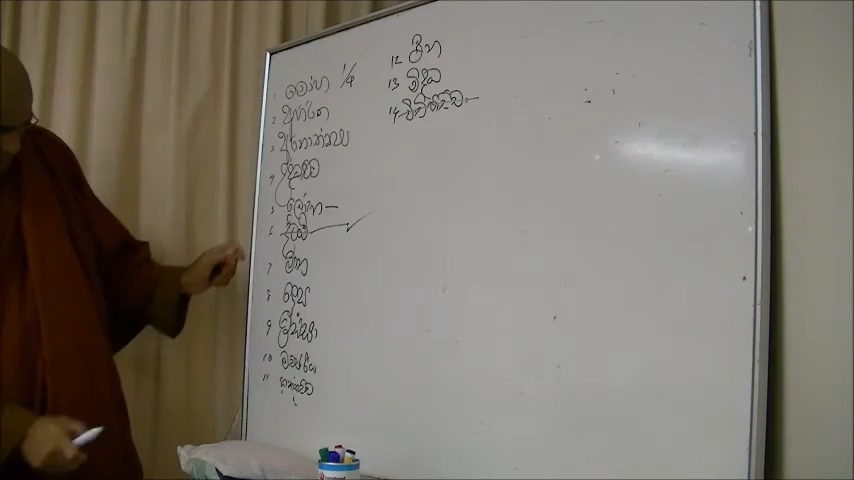 1 මෝහ 1/4
2 අහිරික
3 අනොත්තප්ප
4 උද්ධච්ච
5 ලෝභ —
6 දිට්ඨි
7 මාන
8 දෝස
9 ඊස්සා
10 මච්ඡරිය
11 කුක්කුච්ච
12 ථීන
13 මිද්ධ
14 විචිකිච්ඡා